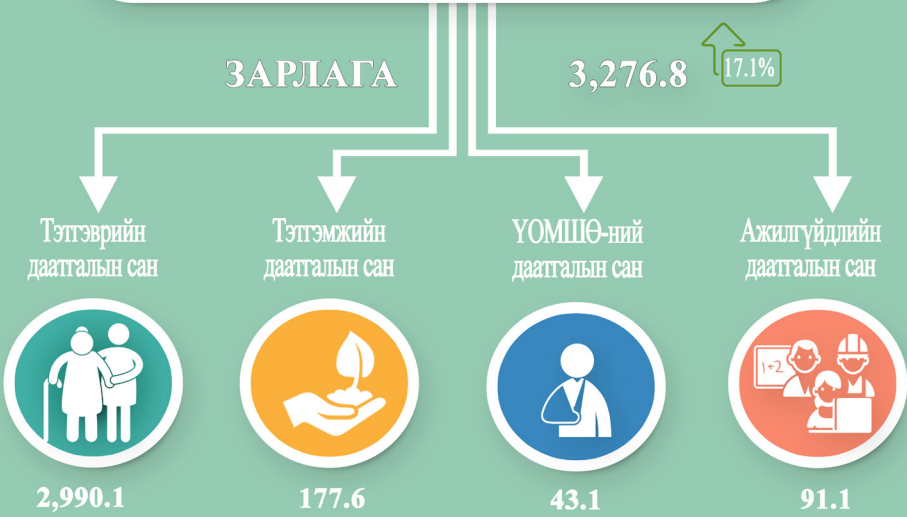 ЗАРЛАГА 3,276.8 17.1%
Тэтгэврийн
даатгалын сан
Тэтгэмжийн
даатгалын сан
ҮОМШӨ-ний
даатгалын сан
Ажилгүйдлийн
даатгалын сан
1+2
2,990.1
177.6
43.1
91.1